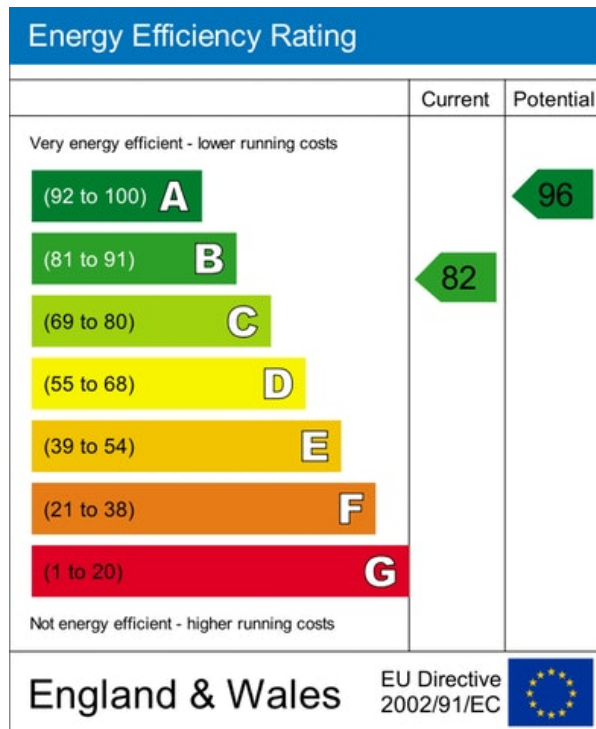 Energy Efficiency Rating
Current Potential
Very energy efficient - lower running costs
(92 to 100) A
96
(81 to 91) B
82
(69 to 80) C
(55 to 68) D
(39 to 54) E
(21 to 38) F
(1 to 20) G
Not energy efficient - higher running costs
England & Wales
EU Directive
2002/91/EC